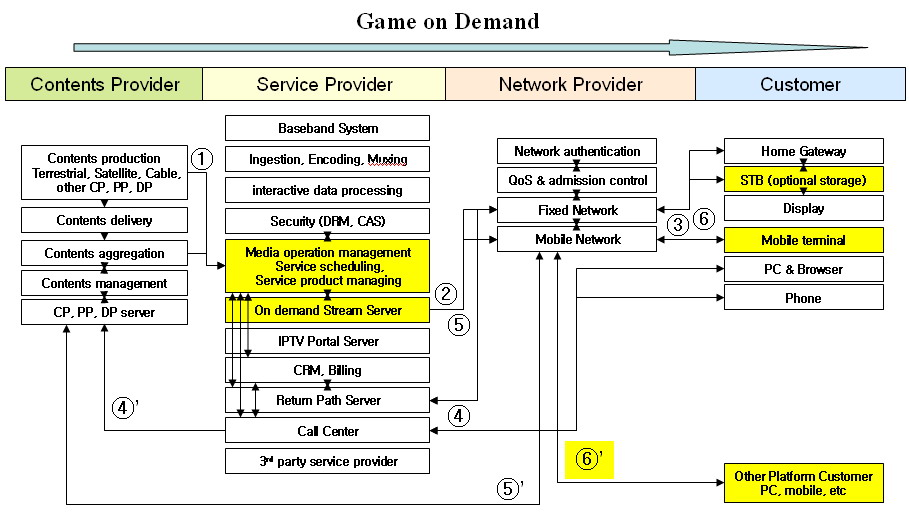 Game on Demand
Contents Provider
Service Provider
Network Provider
Customer
Contents production
Terrestrial, Satellite, Cable,
other CP, PP, DP
Contents delivery
Contents aggregation
Contents management
CP, PP, DP server
①
④’
Baseband System
Ingestion, Encoding, Muxing
interactive data processing
Security (DRM, CAS)
Media operation management
Service scheduling,
Service product managing
On demand Stream Server
IPTV Portal Server
CRM, Billing
Return Path Server
Call Center
3rd party service provider
②
⑤
④
⑤’
Network authentication
QoS & admission control
Fixed Network
Mobile Network
③ ⑥
⑥’
Home Gateway
STB (optional storage)
Display
Mobile terminal
PC & Browser
Phone
Other Platform Customer
PC, mobile, etc